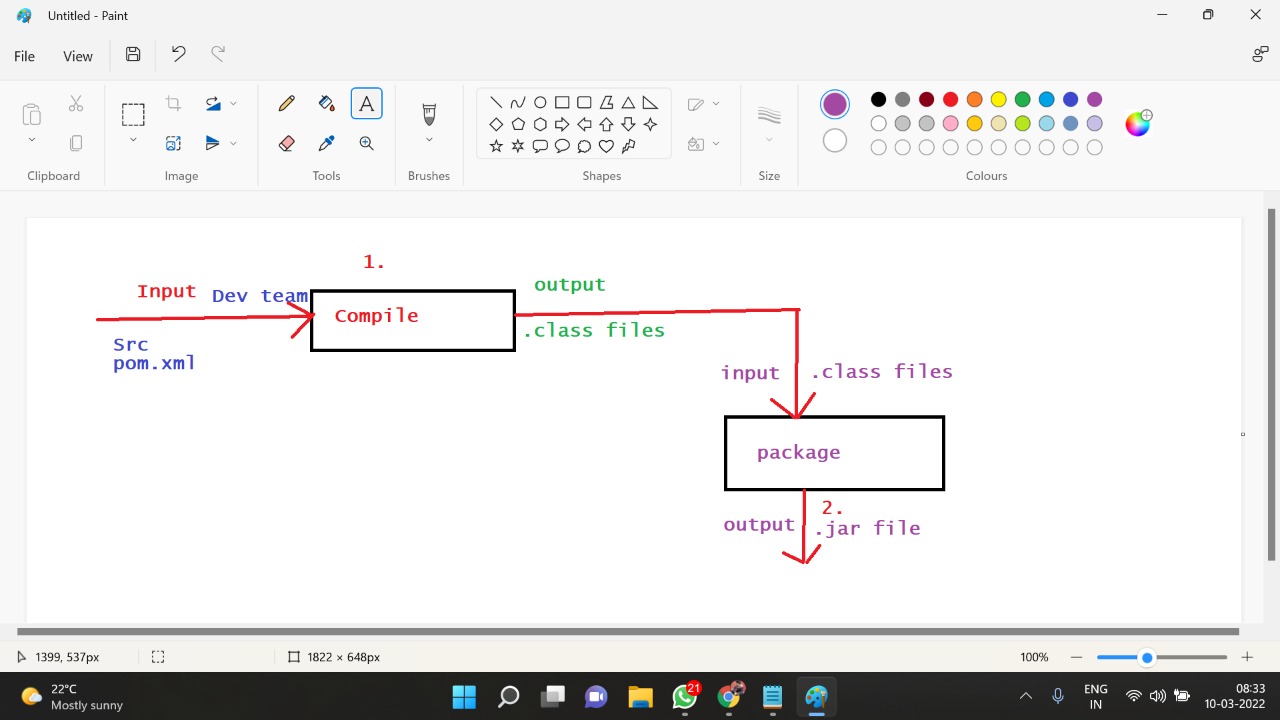 Untitled - Paint
File View
Clipboard
Image
Tools
A
Brushes
Shapes
Size
Colours
1.
Input Dev team
Compile
output
.class files
Src
pom.xml
input .class files
package
2.
output .jar file
1399, 537px
1822 × 648px
100%
22°C
Mostly sunny
21
ENG
IN
08:33
10-03-2022